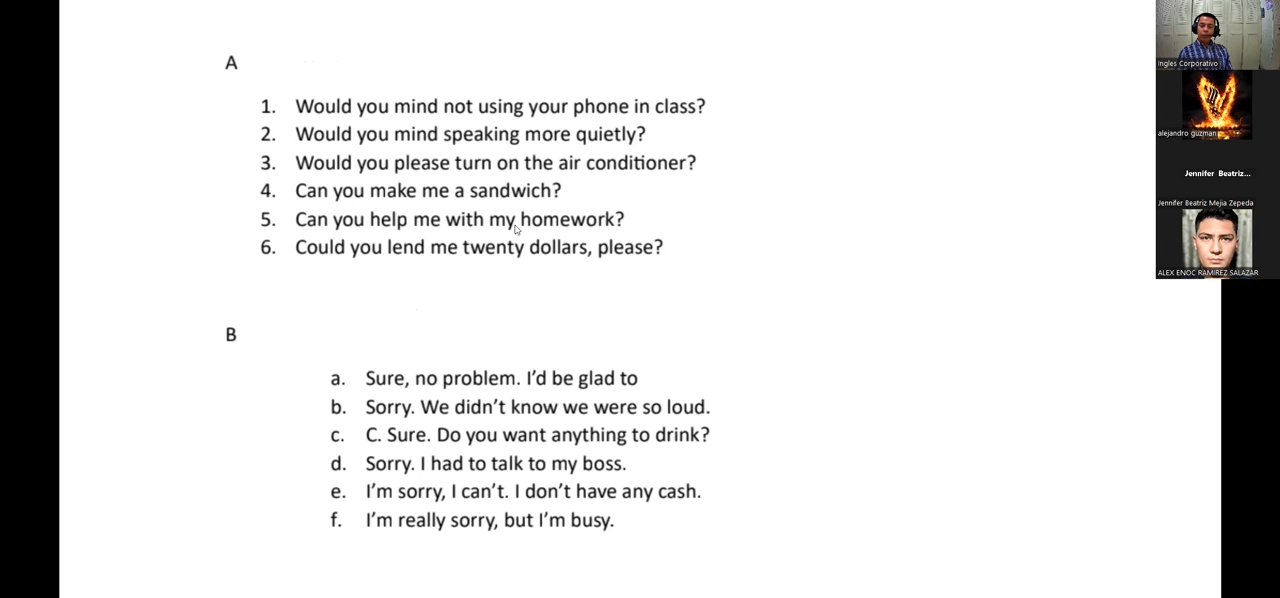 A
1. Would you mind not using your phone in class?
2. Would you mind speaking more quietly?
3. Would you please turn on the air conditioner?
4. Can you make me a sandwich?
5. Can you help me with my homework?
6. Could you lend me twenty dollars, please?
B
a. Sure, no problem. I'd be glad to
b. Sorry. We didn't know we were so loud.
c. C. Sure. Do you want anything to drink?
d. Sorry. I had to talk to my boss.
e. I'm sorry, I can't. I don't have any cash.
f. I'm really sorry, but I'm busy.
Ingles Corporativo
alejandro guzman
Jennifer Beatriz...
Jennifer Beatriz Mejia Zepeda
ALEX ENOC RAMIREZ SALAZAR